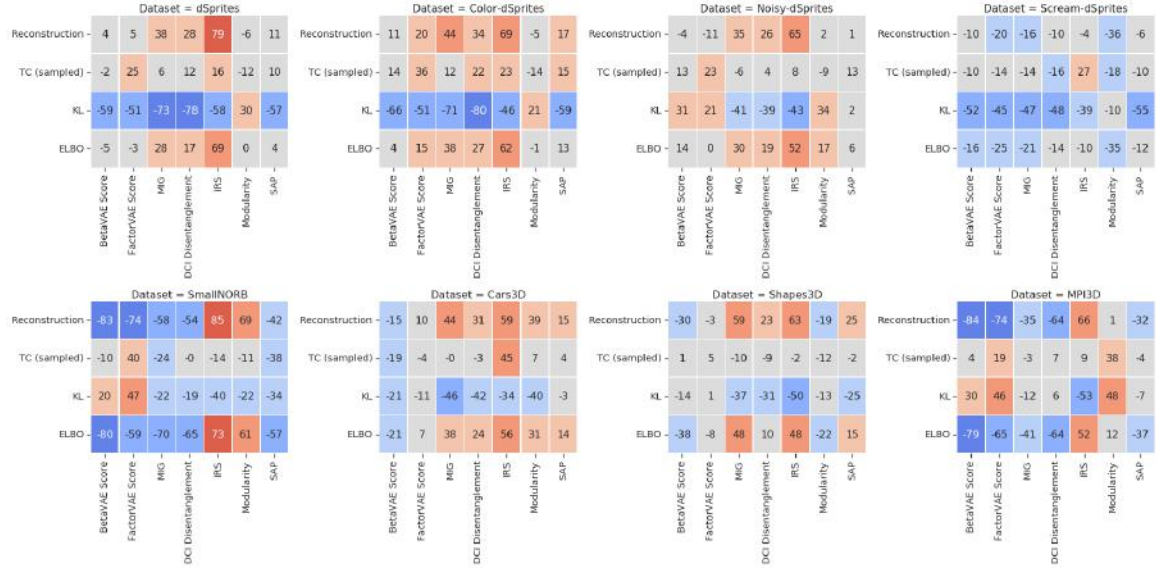 Dataset = dSprites
Reconstruction 4 5 38 28 79 -6 11
TC (sampled) -2 25 6 12 16 -12 10
KL -59 -51 -73 -78 -58 30 -57
ELBO -5 -3 28 17 69 0 4
BetaVAE Score
FactorVAE Score
MIG
DCI Disentanglement
IRS
Modularity
SAP
Dataset = Color-dSprites
Reconstruction 11 20 44 34 69 -5 17
TC (sampled) 14 36 12 22 23 -14 15
KL -66 -51 -71 -80 -46 21 -59
ELBO 4 15 38 27 62 -1 13
BetaVAE Score
FactorVAE Score
MIG
DCI Disentanglement
IRS
Modularity
SAP
Dataset = Noisy-dSprites
Reconstruction -4 -11 35 26 65 2 1
TC (sampled) 13 23 -6 4 8 -9 13
KL 31 21 -41 -39 -43 34 2
ELBO 14 0 30 19 52 17 6
BetaVAE Score
FactorVAE Score
MIG
DCI Disentanglement
IRS
Modularity
SAP
Dataset = Scream-dSprites
Reconstruction -10 -20 -16 -10 -4 -36 -6
TC (sampled) -10 -14 -14 -16 27 -18 -10
KL -52 -45 -47 -48 -39 -10 -55
ELBO -16 -25 -21 -14 -10 -35 -12
BetaVAE Score
FactorVAE Score
MIG
DCI Disentanglement
IRS
Modularity
SAP
Dataset = SmallNORB
Reconstruction -83 -74 -58 -54 85 69 -42
TC (sampled) -10 40 -24 -0 -14 -11 -38
KL 20 47 -22 -19 -40 -22 -34
ELBO -80 -59 -70 -65 73 61 -57
BetaVAE Score
FactorVAE Score
MIG
DCI Disentanglement
IRS
Modularity
SAP
Dataset = Cars3D
Reconstruction -15 10 44 31 59 39 15
TC (sampled) -19 -4 -0 -3 45 7 4
KL -21 -11 -46 -42 -34 -40 -3
ELBO -21 7 38 24 56 31 14
BetaVAE Score
FactorVAE Score
MIG
DCI Disentanglement
IRS
Modularity
SAP
Dataset = Shapes3D
Reconstruction -30 -3 59 23 63 -19 25
TC (sampled) 1 5 -10 -9 -2 -12 -2
KL -14 1 -37 -31 -50 -13 -25
ELBO -38 -8 48 10 48 -22 15
BetaVAE Score
FactorVAE Score
MIG
DCI Disentanglement
IRS
Modularity
SAP
Dataset = MPI3D
Reconstruction -84 -74 -35 -64 66 1 -32
TC (sampled) 4 19 -3 7 9 38 -4
KL 30 46 -12 6 -53 48 -7
ELBO -79 -65 -41 -64 52 12 -37
BetaVAE Score
FactorVAE Score
MIG
DCI Disentanglement
IRS
Modularity
SAP